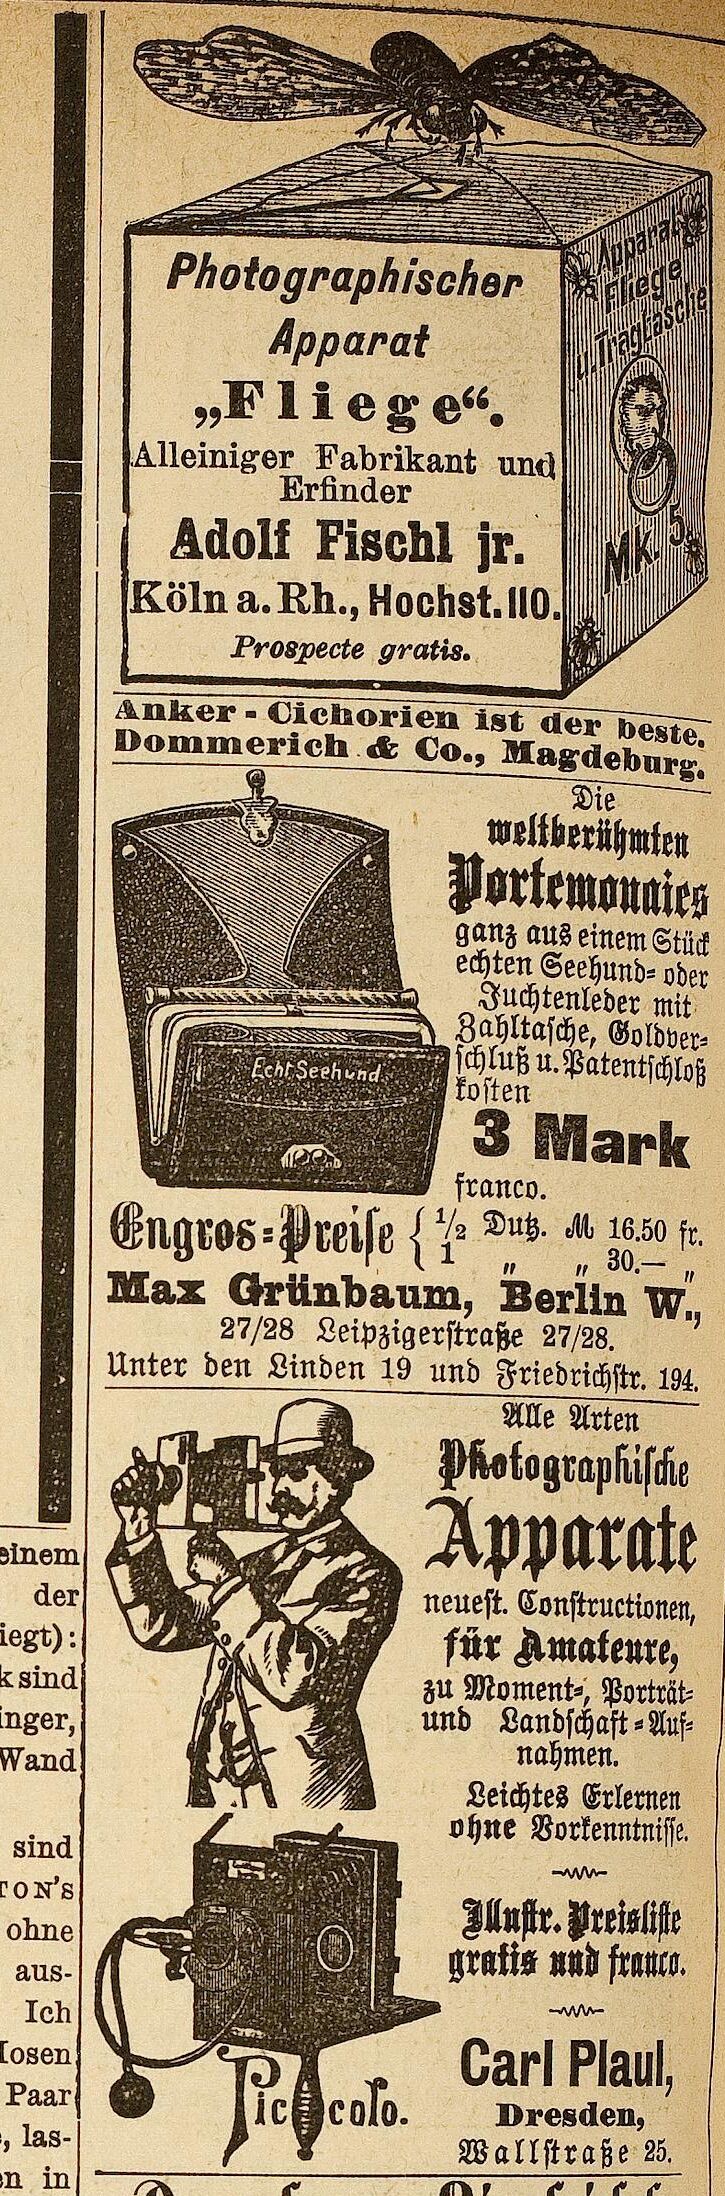 Photographischer
Apparat
„Fliege“.
Alleiniger Fabrikant und
Erfinder
Adolf Fischl jr.
Köln a. Rh., Hochst. 110.
Prospecte gratis.
Apparat
Fliege
u. Tragtasche
Mk. 5.
Anker - Cichorien ist der beste.
Dommerich & Co., Magdeburg.
Die
weltberühmten
Portemonnaies
ganz aus einem Stück
echten Seehund- oder
Juchtenleder mit
Zahltasche, Goldver-
schluß u. Patentschloß
kosten
3 Mark
franco.
Echt Seehund
Engros-Preise { 1/2 Dutz. M 16.50 fr.
1 " " 30.— "
Max Grünbaum, Berlin W.,
27/28 Leipzigerstraße 27/28.
Unter den Linden 19 und Friedrichstr. 194.
Alle Arten
Photographische
Apparate
neuest. Constructionen,
für Amateure,
zu Moment-, Porträt-
und Landschaft-Auf-
nahmen.
Leichtes Erlernen
ohne Vorkenntnisse.
Illustr. Preisliste
gratis und franco.
Carl Plaul,
Dresden,
Wallstraße 25.
Piccolo.
einem
der
iegt):
k sind
inger,
Wand
sind
TON'S
ohne
aus-
Ich
Hosen
Paar
, las-
en in